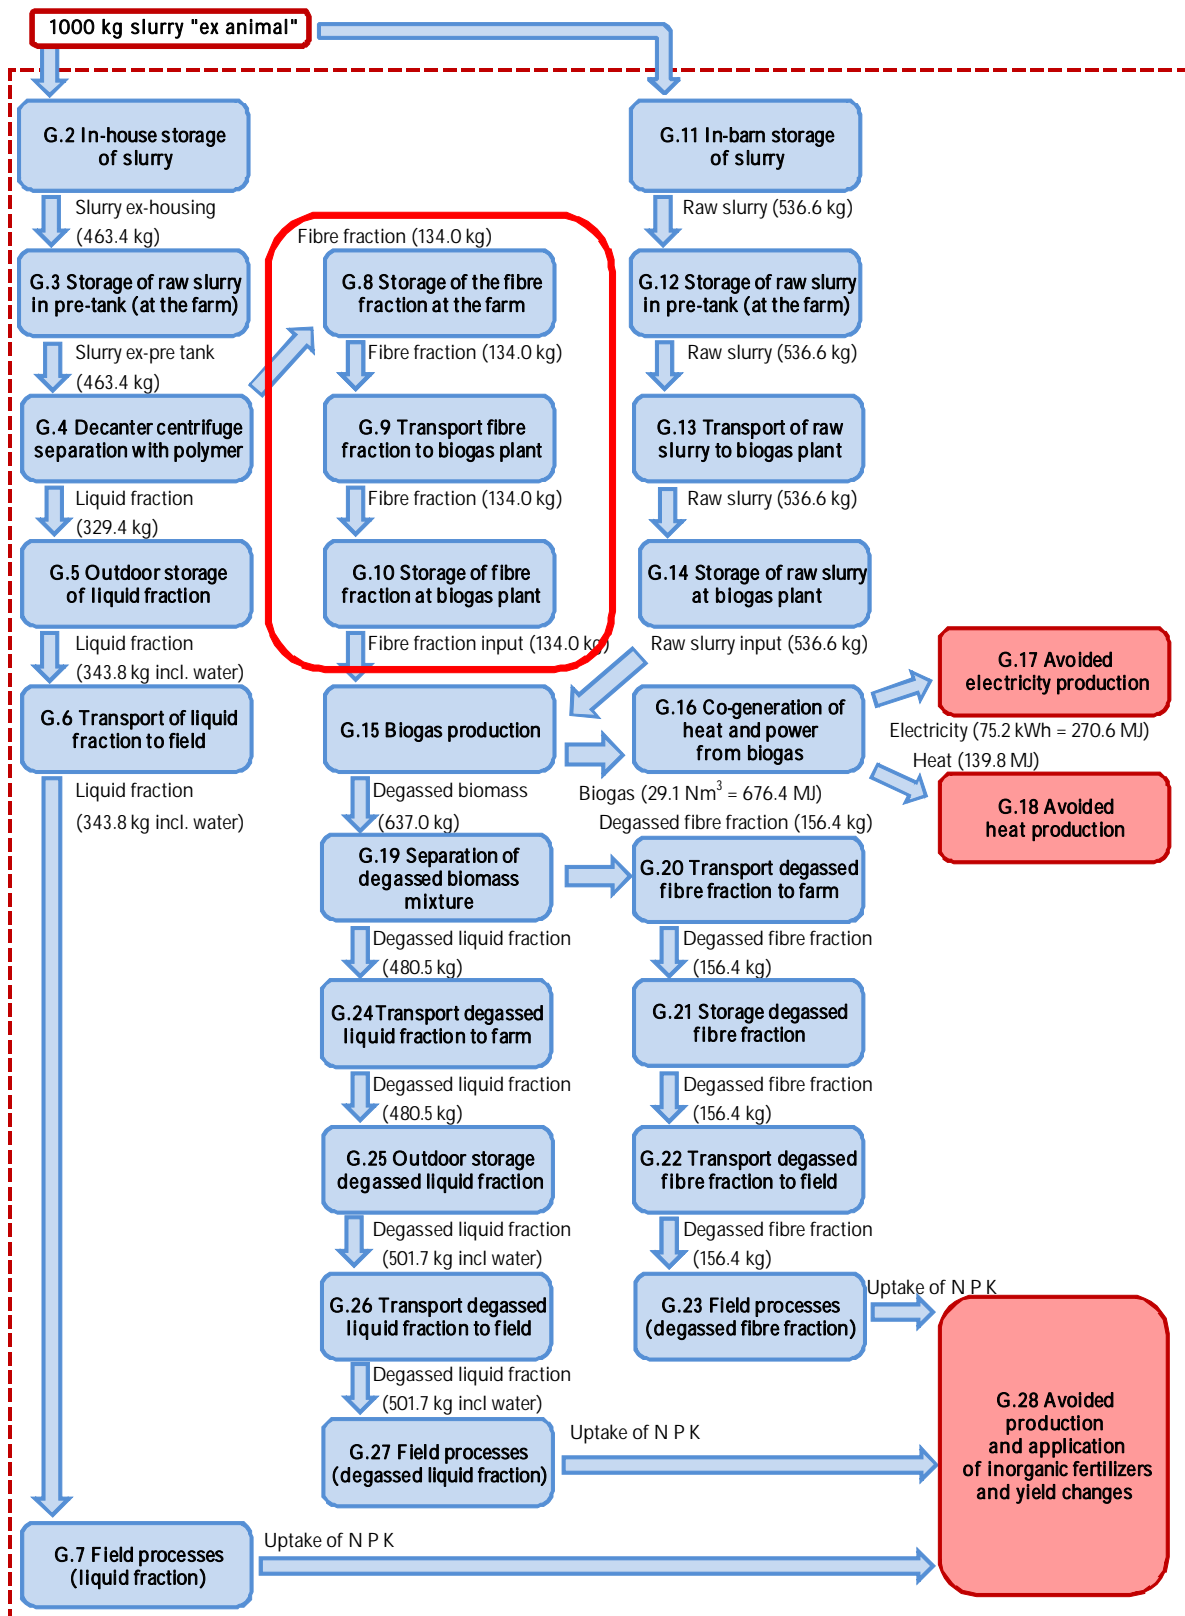 1000 kg slurry "ex animal"
G.2 In-house storage
of slurry
Slurry ex-housing
(463.4 kg)
G.3 Storage of raw slurry
in pre-tank (at the farm)
Slurry ex-pre tank
(463.4 kg)
G.4 Decanter centrifuge
separation with polymer
Liquid fraction
(329.4 kg)
G.5 Outdoor storage
of liquid fraction
Liquid fraction
(343.8 kg incl. water)
G.6 Transport of liquid
fraction to field
Liquid fraction
(343.8 kg incl. water)
G.7 Field processes
(liquid fraction)
Uptake of N P K
Fibre fraction (134.0 kg)
G.8 Storage of the fibre
fraction at the farm
Fibre fraction (134.0 kg)
G.9 Transport fibre
fraction to biogas plant
Fibre fraction (134.0 kg)
G.10 Storage of fibre
fraction at biogas plant
Fibre fraction input (134.0 kg)
G.11 In-barn storage
of slurry
Raw slurry (536.6 kg)
G.12 Storage of raw slurry
in pre-tank (at the farm)
Raw slurry (536.6 kg)
G.13 Transport of raw
slurry to biogas plant
Raw slurry (536.6 kg)
G.14 Storage of raw slurry
at biogas plant
Raw slurry input (536.6 kg)
G.15 Biogas production
Biogas (29.1 Nm³ = 676.4 MJ)
G.16 Co-generation of
heat and power
from biogas
G.17 Avoided
electricity production
Electricity (75.2 kWh = 270.6 MJ)
Heat (139.8 MJ)
G.18 Avoided
heat production
Degassed biomass
(637.0 kg)
G.19 Separation of
degassed biomass
mixture
Degassed fibre fraction (156.4 kg)
G.20 Transport degassed
fibre fraction to farm
Degassed fibre fraction
(156.4 kg)
G.21 Storage degassed
fibre fraction
Degassed fibre fraction
(156.4 kg)
G.22 Transport degassed
fibre fraction to field
Degassed fibre fraction
(156.4 kg)
G.23 Field processes
(degassed fibre fraction)
Uptake of N P K
Degassed liquid fraction
(480.5 kg)
G.24Transport degassed
liquid fraction to farm
Degassed liquid fraction
(480.5 kg)
G.25 Outdoor storage
degassed liquid fraction
Degassed liquid fraction
(501.7 kg incl water)
G.26 Transport degassed
liquid fraction to field
Degassed liquid fraction
(501.7 kg incl water)
G.27 Field processes
(degassed liquid fraction)
Uptake of N P K
G.28 Avoided
production
and application
of inorganic fertilizers
and yield changes